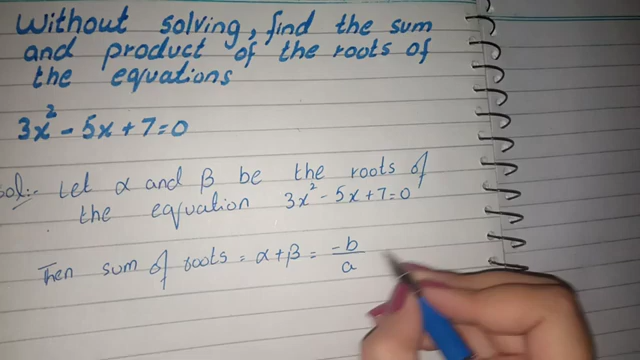 Without solving, find the sum
and product of the roots of
the equations
3x² - 5x + 7 = 0
Sol:- Let α and β be the roots of
the equation 3x² - 5x + 7 = 0
Then sum of roots = α + β = -b/a